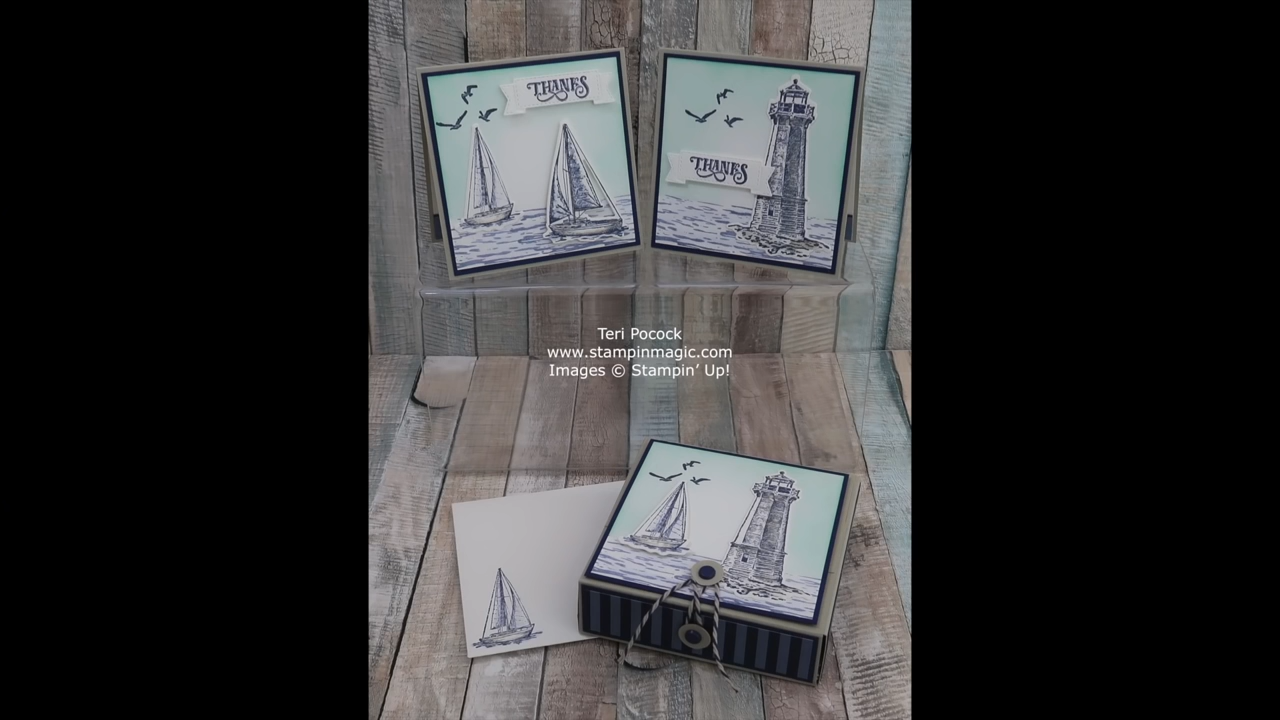 THANKS
THANKS
Teri Pocock
www.stampinmagic.com
Images © Stampin’ Up!